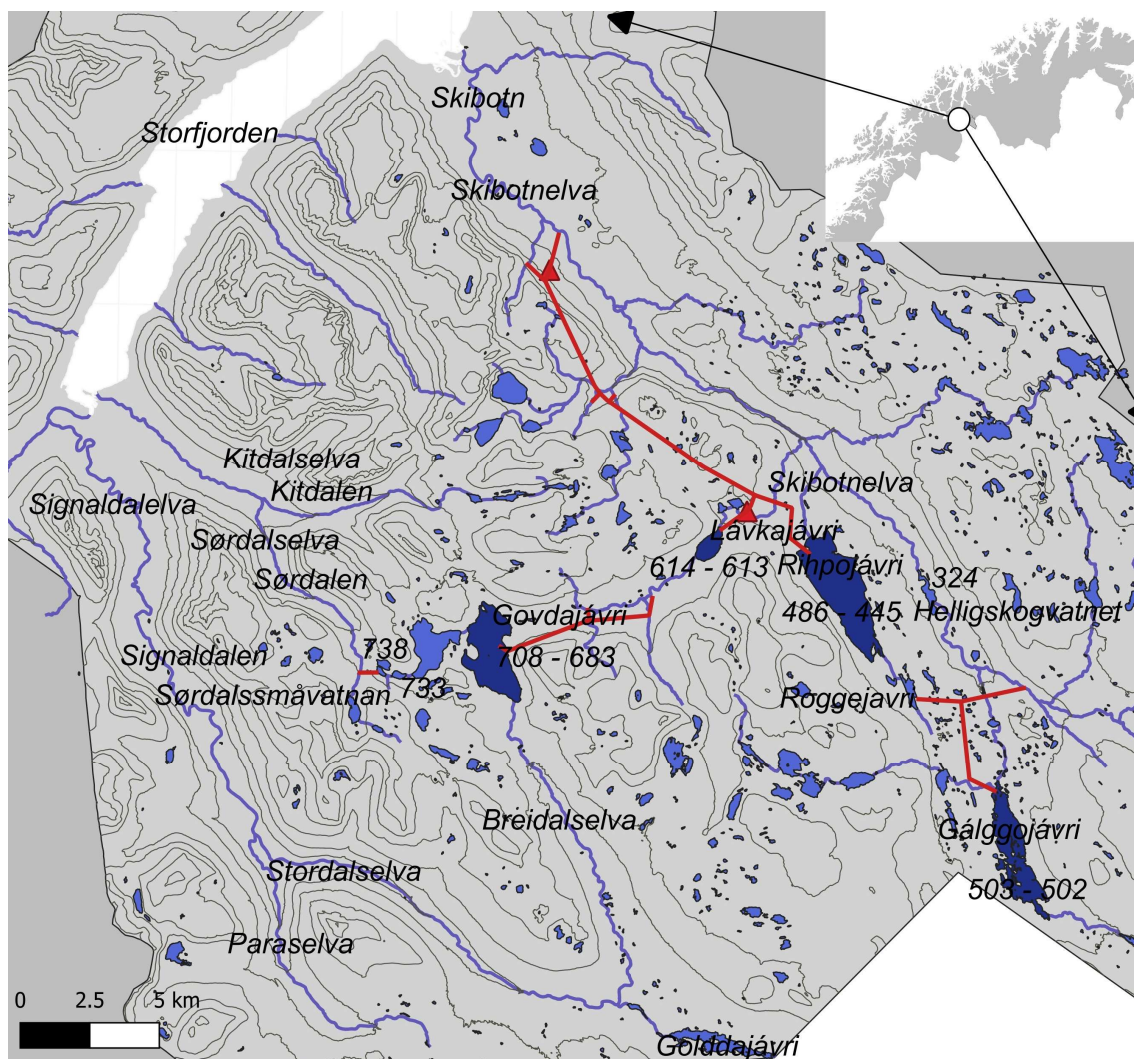 Skibotn
Storfjorden
Skibotnelva
Kitdalselva
Kitdalen
Skibotnelva
Signaldalelva
Lávkajávri
Sørdalselva
614 - 613
Rihpojávri
Sørdalen
324
486 - 445
Helligskogvatnet
Govdajávri
Signaldalen
738
708 - 683
733
Sørdalssmåvatnan
Roggejavri
Breidalselva
Gálggojávri
Stordalselva
503 - 502
Paraselva
0 2.5 5 km
Golddajávri